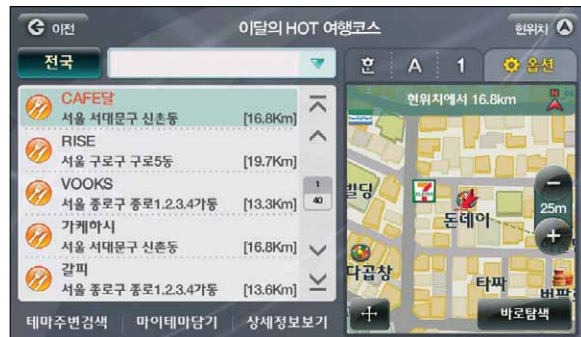 이전
이달의 HOT 여행코스
현위치
전국
훈 A 1 옵션
CAFE달
서울 서대문구 신촌동 [16.8Km]
RISE
서울 구로구 구로5동 [19.7Km]
VOOKS
서울 종로구 종로1.2.3.4가동 [13.3Km]
가케하시
서울 서대문구 신촌동 [16.8Km]
갈피
서울 종로구 종로1.2.3.4가동 [13.6Km]
1
40
현위치에서 16.8km
N
빌딩
25m
돈데이
다곱창
타짜
바로탐색
테마주변검색 마이테마담기 상세정보보기